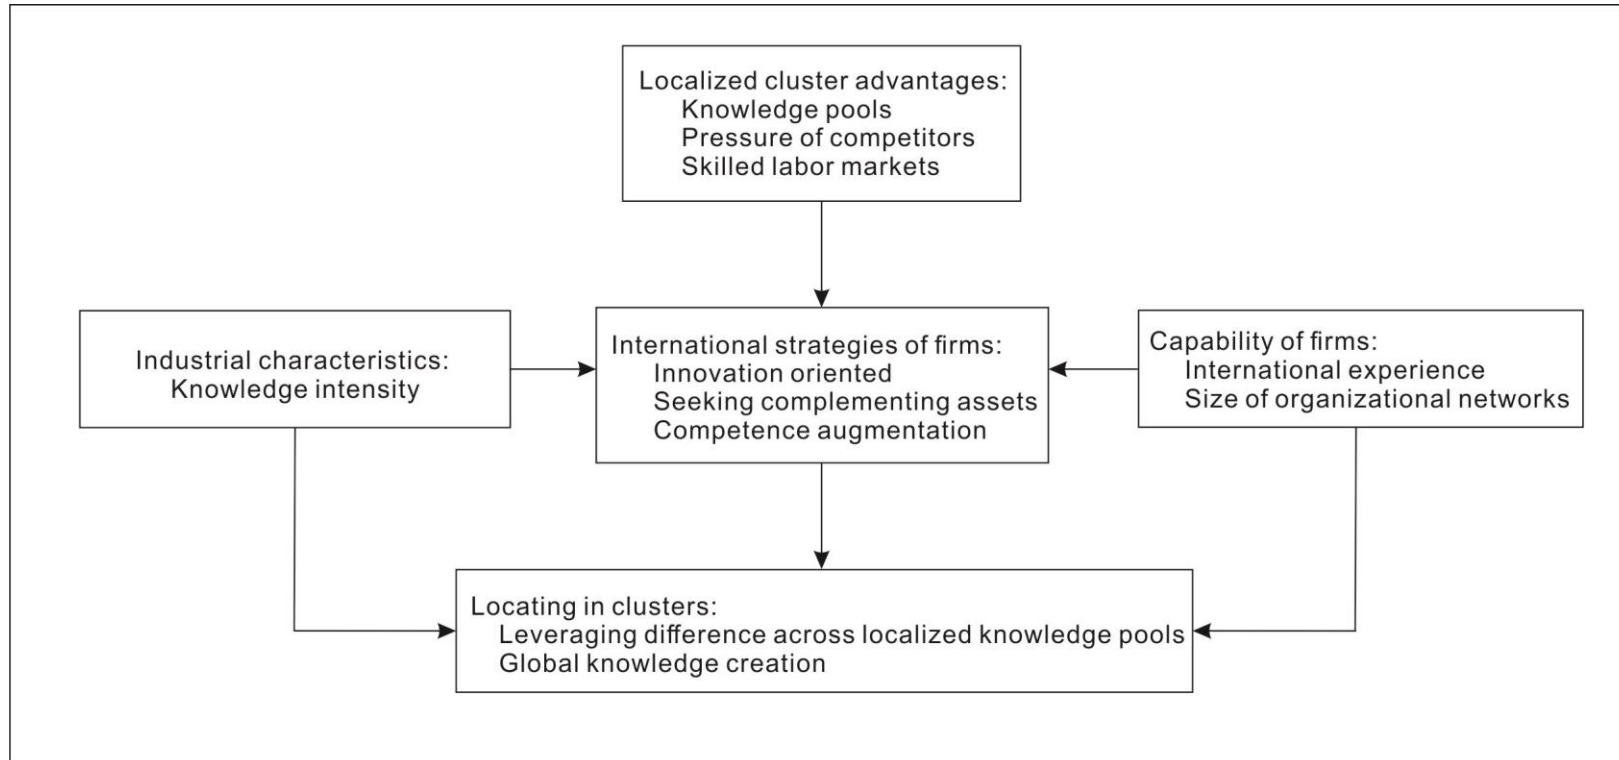 Localized cluster advantages:
Knowledge pools
Pressure of competitors
Skilled labor markets
Industrial characteristics:
Knowledge intensity
International strategies of firms:
Innovation oriented
Seeking complementing assets
Competence augmentation
Capability of firms:
International experience
Size of organizational networks
Locating in clusters:
Leveraging difference across localized knowledge pools
Global knowledge creation